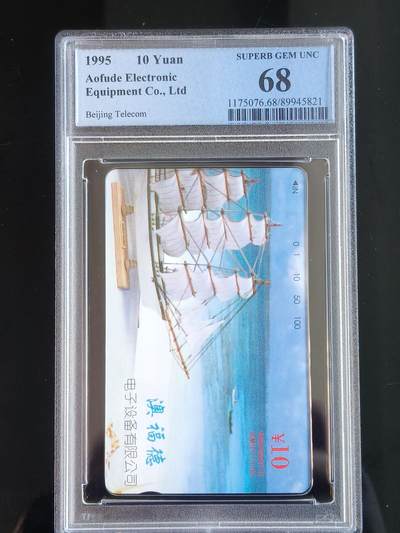 1995 10 Yuan
SUPERB GEM UNC
Aofude Electronic
68
Equipment Co., Ltd
Beijing Telecom
1175076.68/89945821
◀IN
0 1 10 50 100
澳福德
电子设备有限公司
¥10